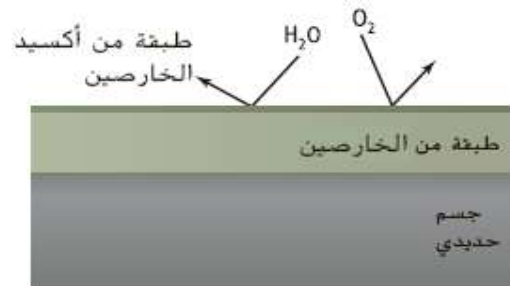 طبقة من أكسيد
الخارصين
H₂O
O₂
طبقة من الخارصين
جسم
حديدي